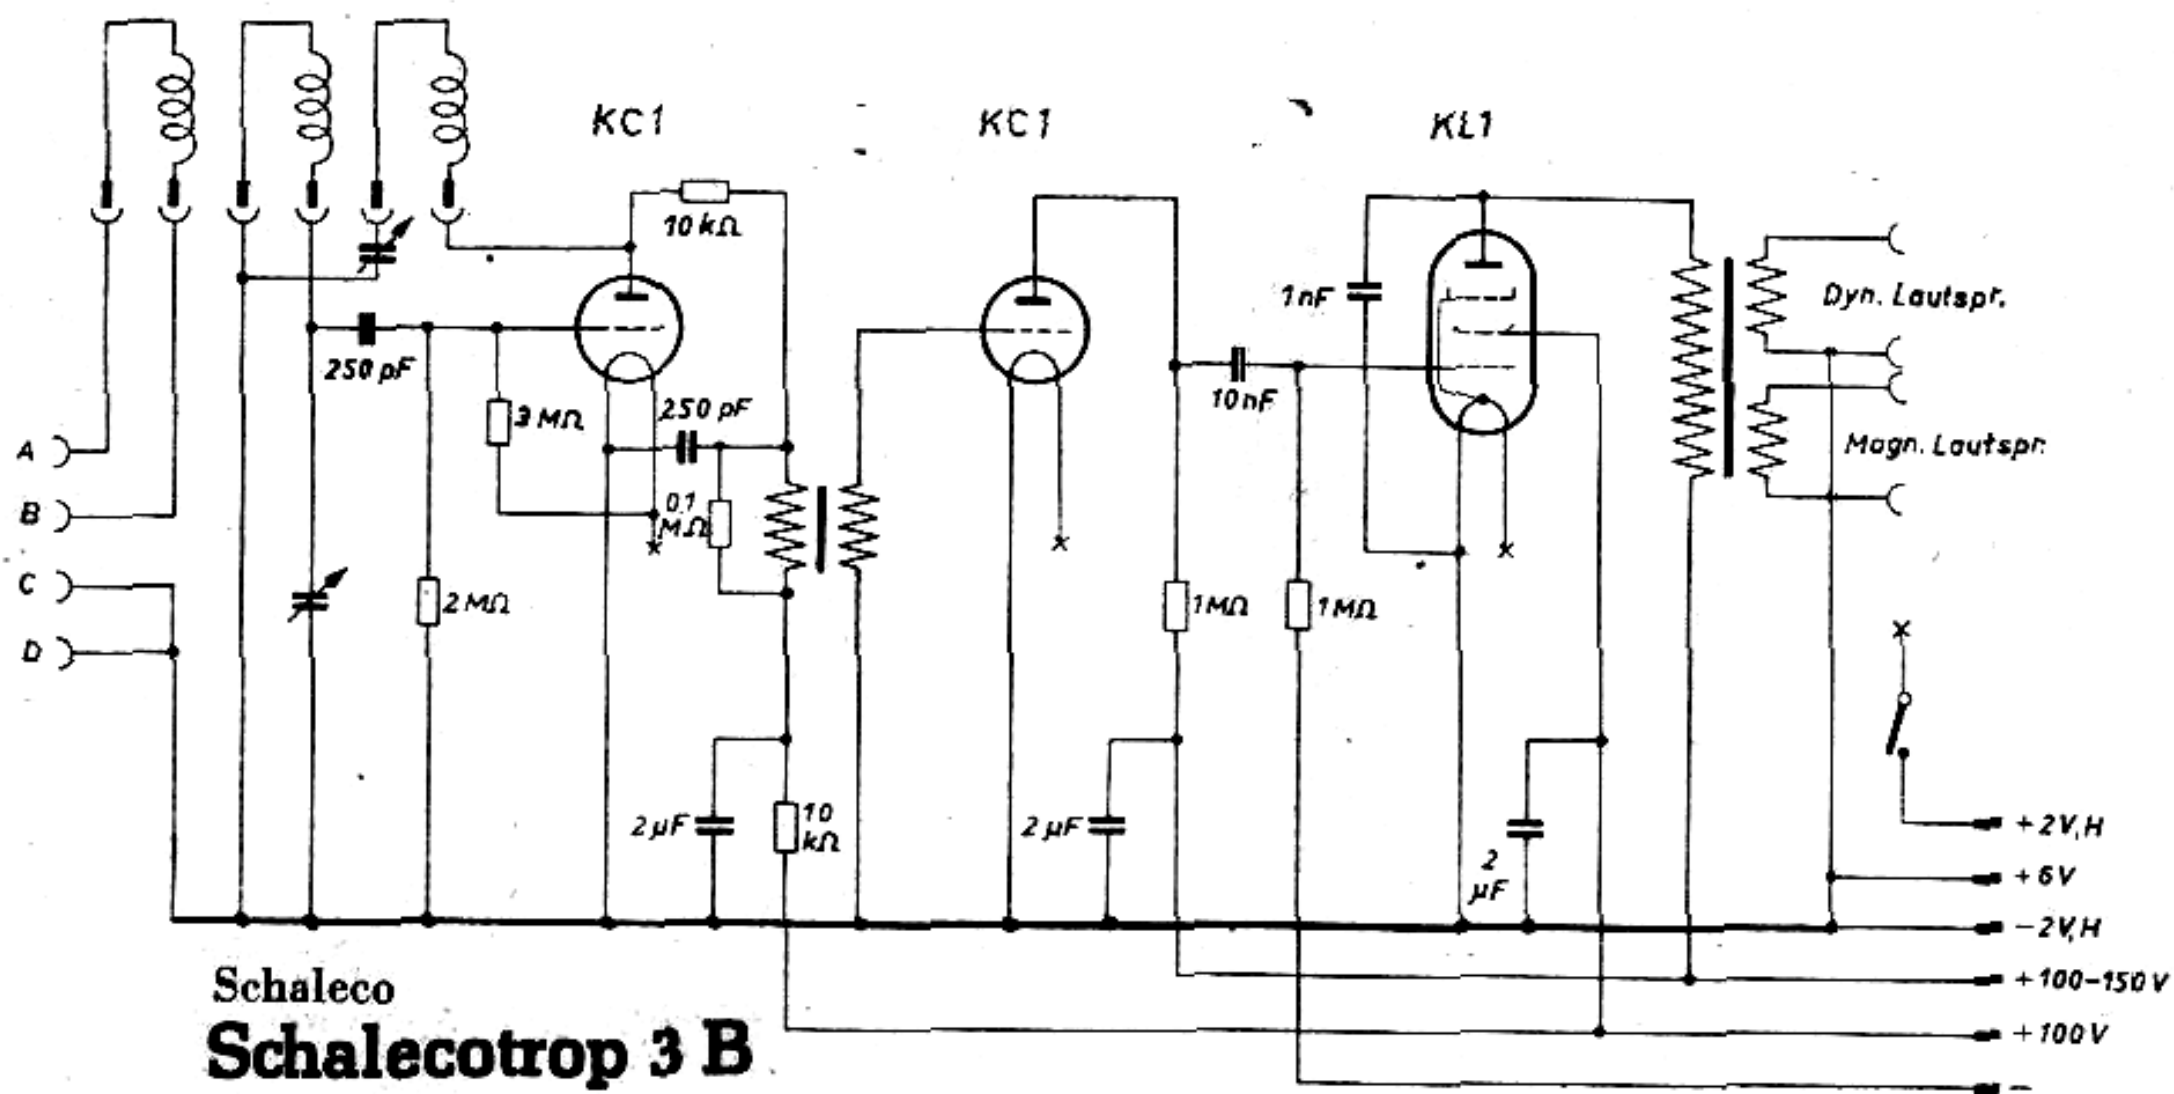 KC1
KC1
KL1
10 kΩ
1 nF
Dyn. Lautspr.
250 pF
10 nF
3 MΩ
250 pF
A
Magn. Lautspr.
B
0,1
MΩ
C
2 MΩ
1 MΩ
1 MΩ
D
2 µF
10
kΩ
2 µF
2
µF
+2V, H
+6V
−2V, H
+100–150 V
+100 V
−
Schaleco
Schalecotrop 3 B